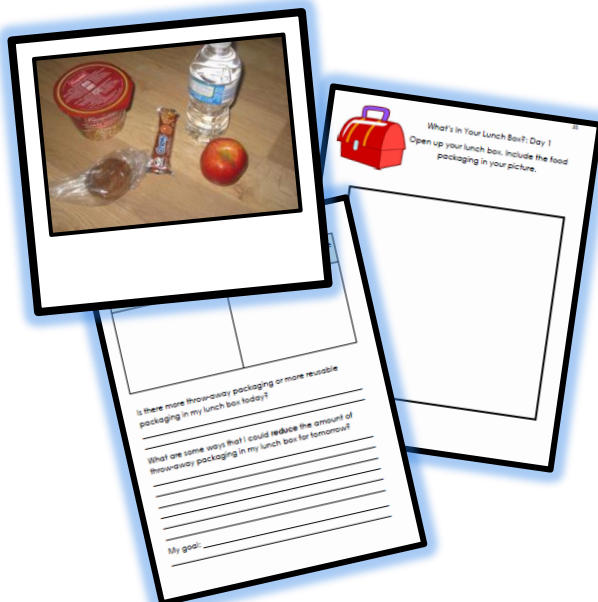 What's In Your Lunch Box?: Day 1
Open up your lunch box. Include the food
packaging in your picture.
Is there more throw-away packaging or more reusable
packaging in my lunch box today?
What are some ways that I could reduce the amount of
throw-away packaging in my lunch box for tomorrow?
My goal: